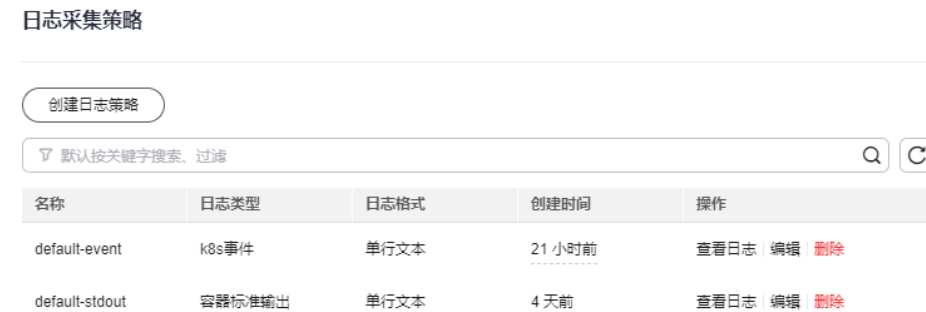 日志采集策略
创建日志策略
默认按关键字搜索、过滤
名称 日志类型 日志格式 创建时间 操作
default-event k8s事件 单行文本 21 小时前 查看日志 编辑 删除
default-stdout 容器标准输出 单行文本 4 天前 查看日志 编辑 删除